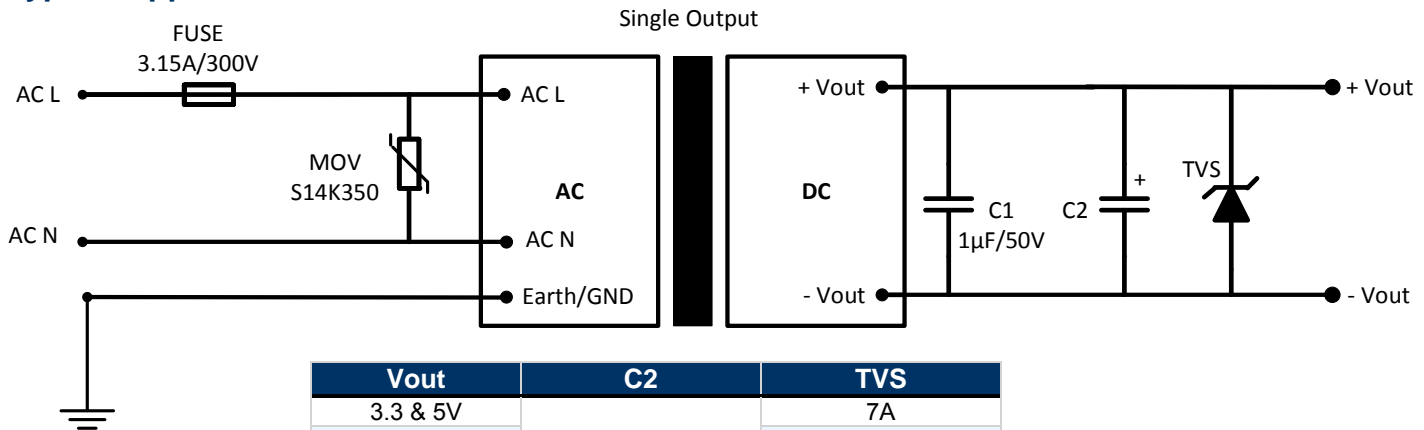 Single Output
FUSE
3.15A/300V
AC L
AC L
+ Vout
+ Vout
MOV
S14K350
AC
DC
TVS
+
C1
1µF/50V
C2
AC N
AC N
Earth/GND
- Vout
- Vout
Vout C2 TVS
3.3 & 5V 7A